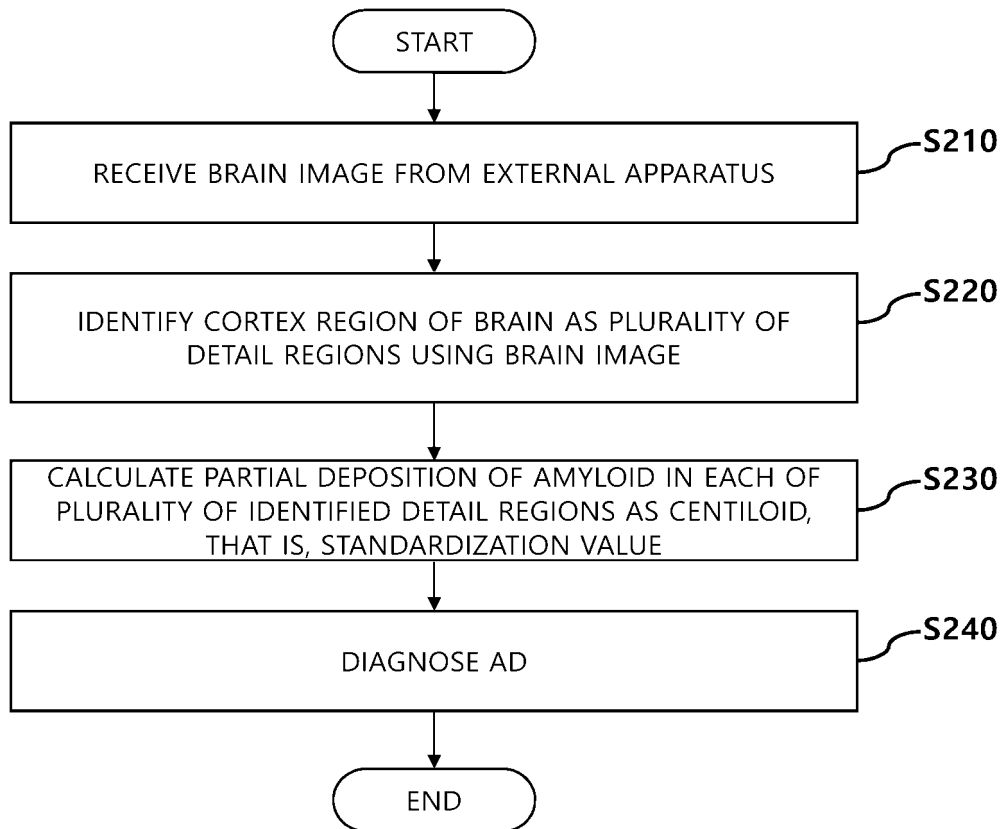 START
S210
RECEIVE BRAIN IMAGE FROM EXTERNAL APPARATUS
S220
IDENTIFY CORTEX REGION OF BRAIN AS PLURALITY OF
DETAIL REGIONS USING BRAIN IMAGE
S230
CALCULATE PARTIAL DEPOSITION OF AMYLOID IN EACH OF
PLURALITY OF IDENTIFIED DETAIL REGIONS AS CENTILOID,
THAT IS, STANDARDIZATION VALUE
S240
DIAGNOSE AD
END